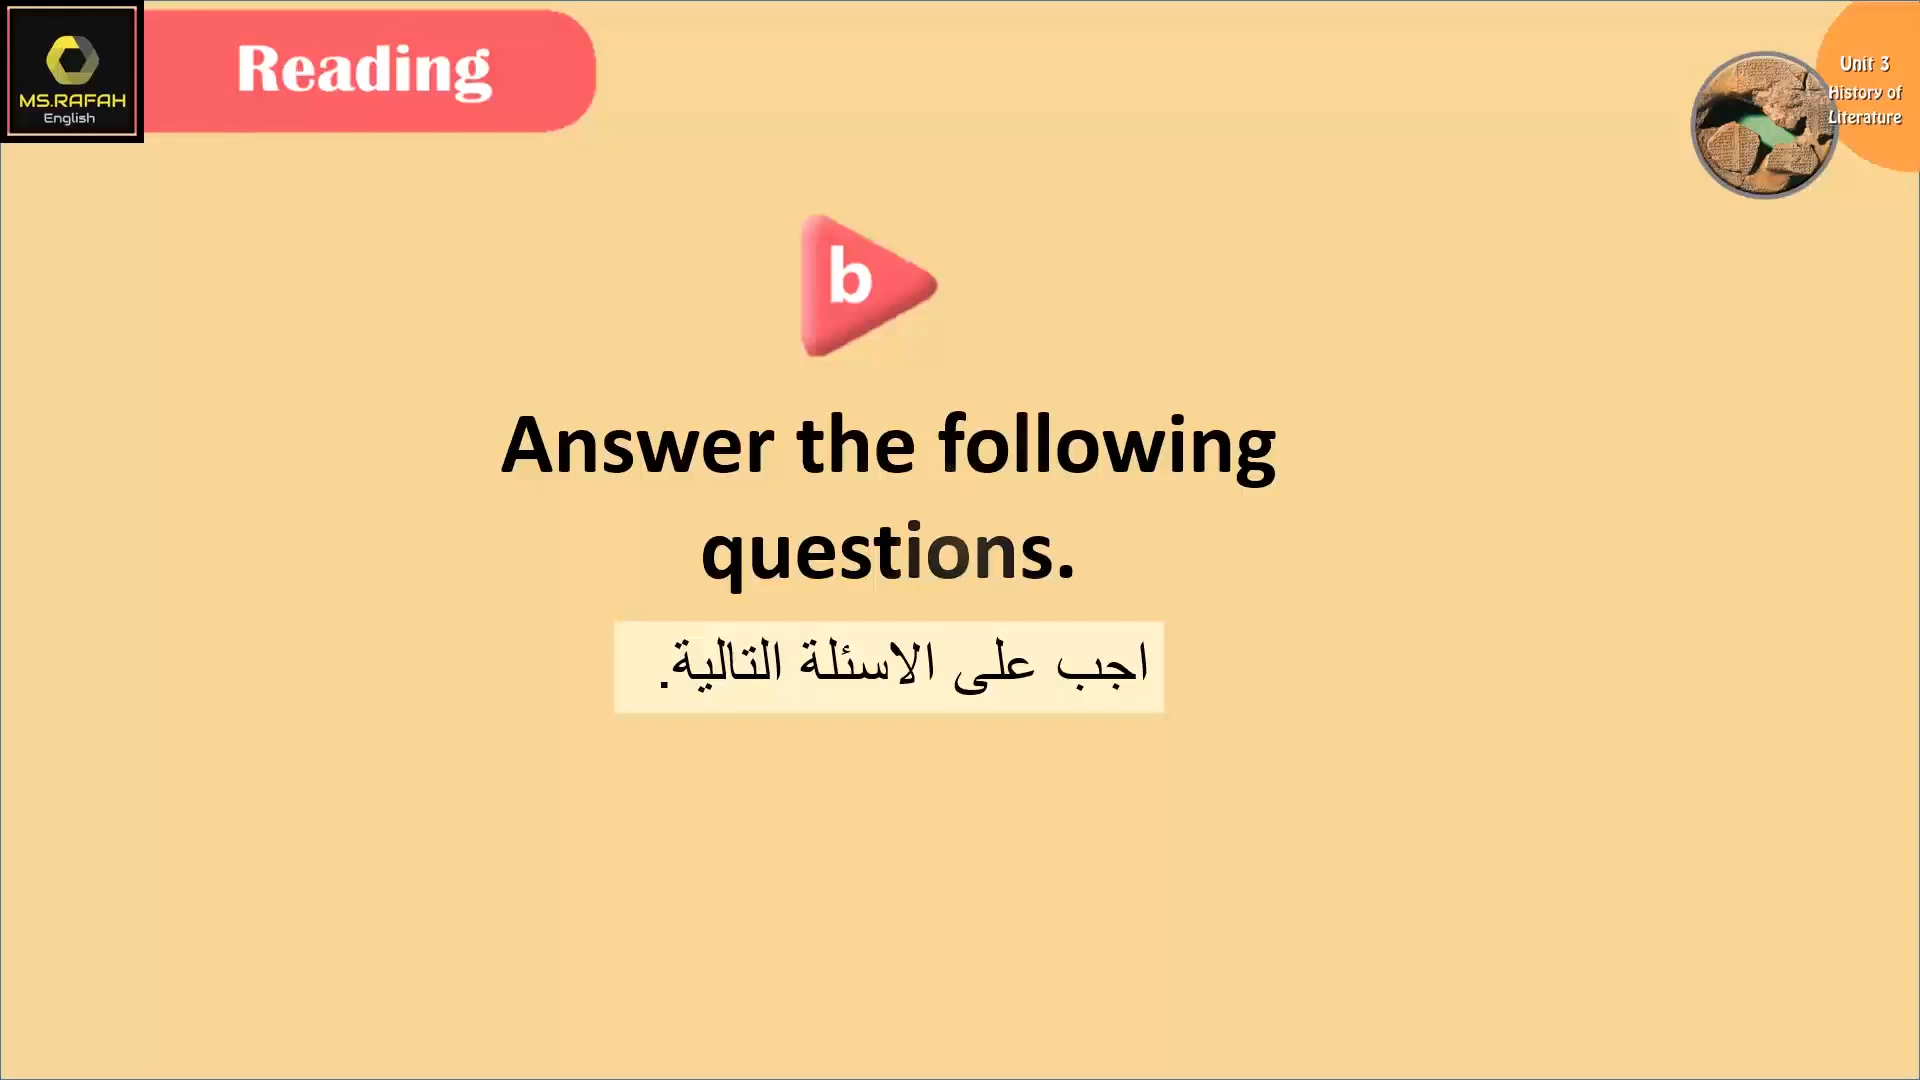 MS.RAFAH
English
Reading
Unit 3
History of
Literature
b
Answer the following
questions.
اجب على الاسئلة التالية.